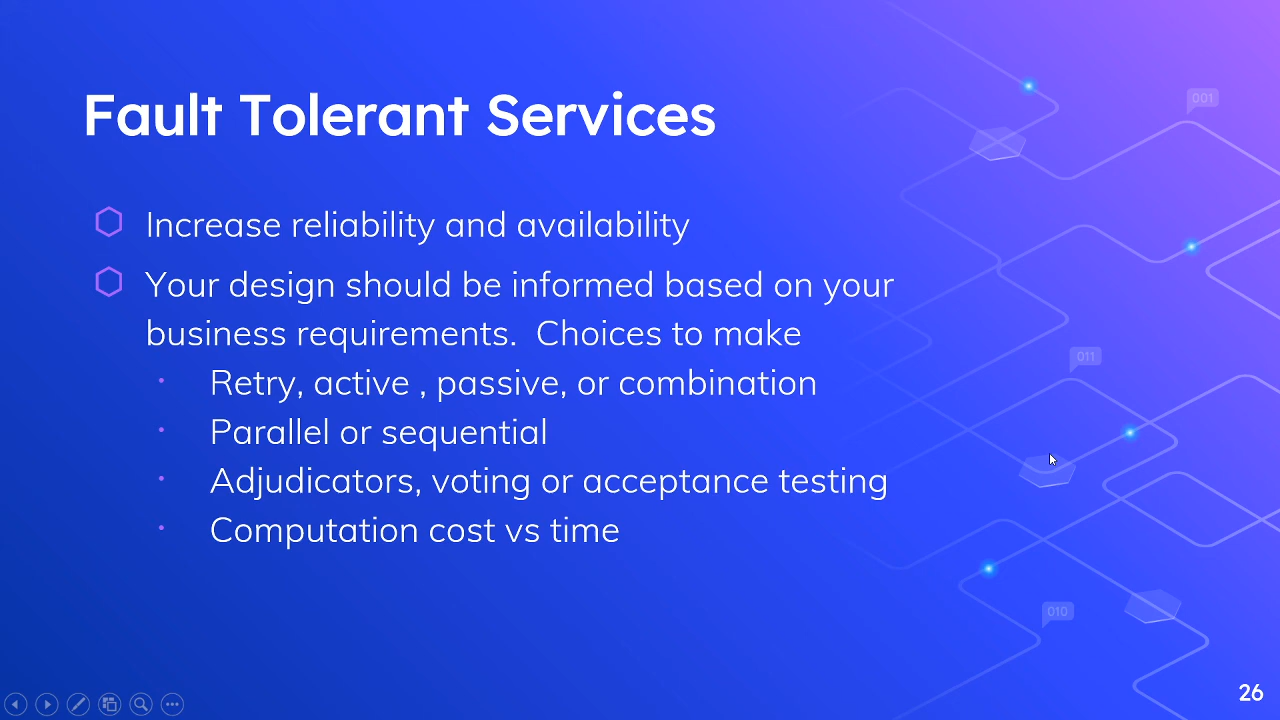 Fault Tolerant Services
Increase reliability and availability
Your design should be informed based on your
business requirements.  Choices to make
Retry, active , passive, or combination
Parallel or sequential
Adjudicators, voting or acceptance testing
Computation cost vs time
001
011
010
26